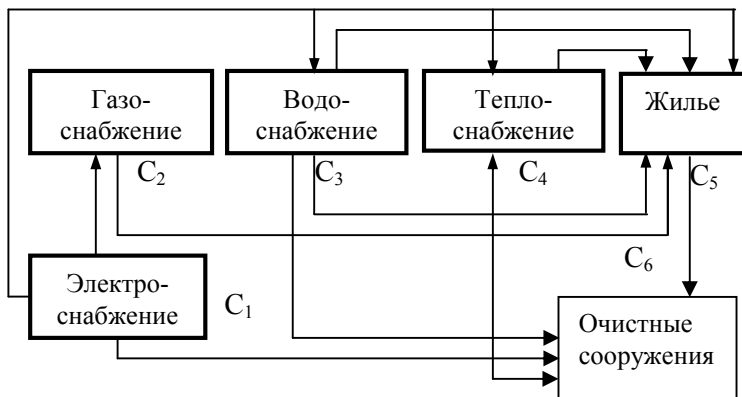 Газо-
снабжение
Водо-
снабжение
Тепло-
снабжение
Жилье
C₂
C₃
C₄
C₅
C₆
Электро-
снабжение
C₁
Очистные
сооружения